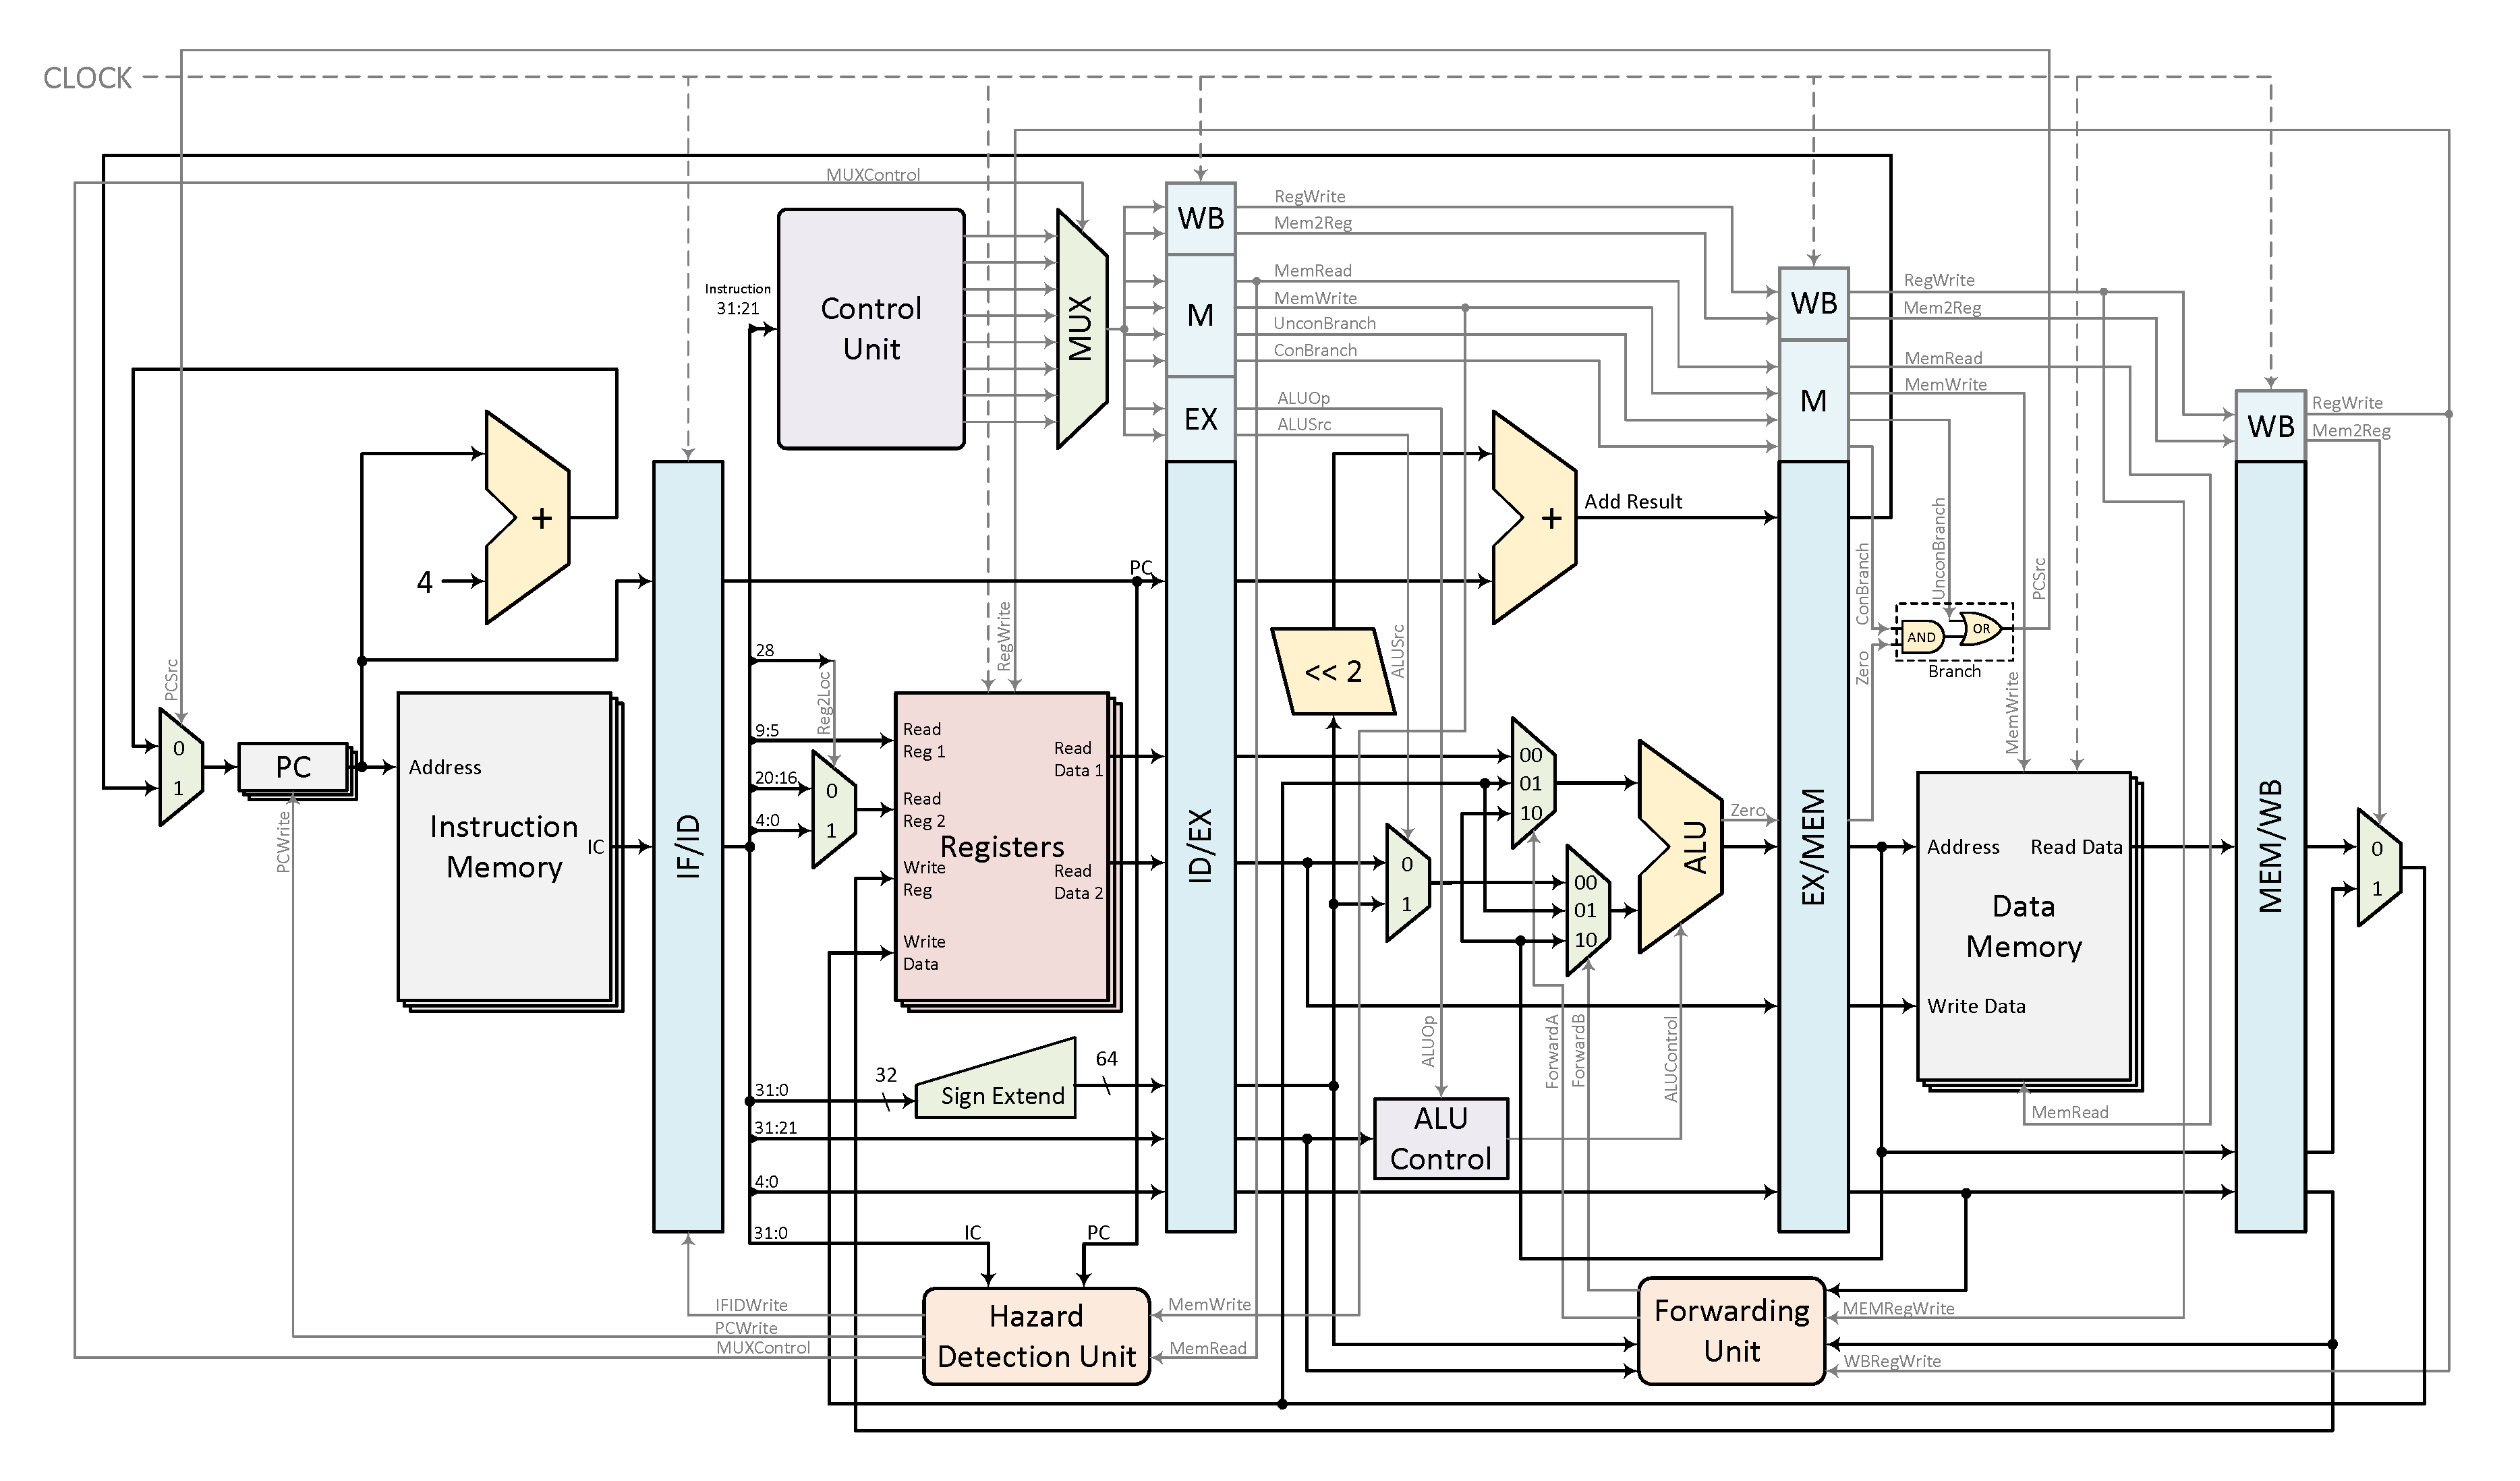 CLOCK
MUXControl
RegWrite
Mem2Reg
MemRead
MemWrite
UnconBranch
ConBranch
ALUOp
ALUSrc
WB
M
EX
Instruction
31:21
Control
Unit
MUX
WB
M
RegWrite
Mem2Reg
MemRead
MemWrite
WB
RegWrite
Mem2Reg
+
4
+
Add Result
PC
ConBranch
UnconBranch
PCSrc
AND
OR
Branch
Zero
MemWrite
PCSrc
0
1
PC
PCWrite
Address
Instruction
Memory
IC
IF/ID
28
Reg2Loc
RegWrite
9:5
20:16
4:0
0
1
Read
Reg 1
Read
Reg 2
Registers
Write
Reg
Write
Data
Read
Data 1
Read
Data 2
ID/EX
<< 2
ALUSrc
0
1
00
01
10
00
01
10
ALU
Zero
EX/MEM
Address
Read Data
Data
Memory
Write Data
MemRead
MEM/WB
0
1
31:0
32
Sign Extend
64
31:21
4:0
31:0
IC
PC
ALUOp
ALU
Control
ForwardA
ForwardB
ALUControl
IFIDWrite
PCWrite
MUXControl
Hazard
Detection Unit
MemWrite
MemRead
Forwarding
Unit
MEMRegWrite
WBRegWrite